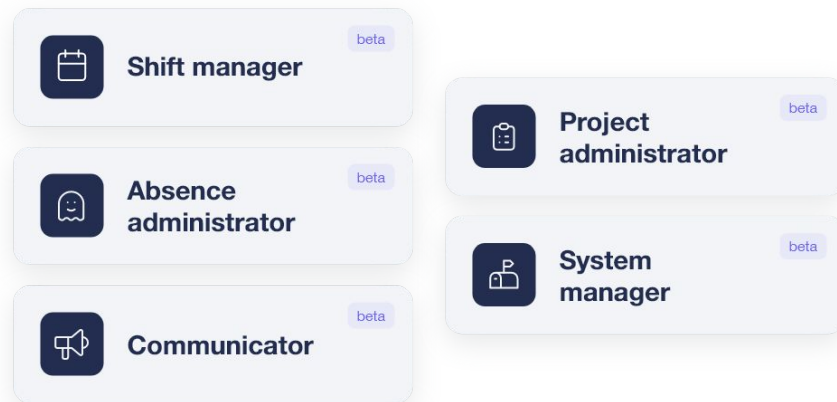 beta
Shift manager
beta
Absence
administrator
beta
Communicator
beta
Project
administrator
beta
System
manager